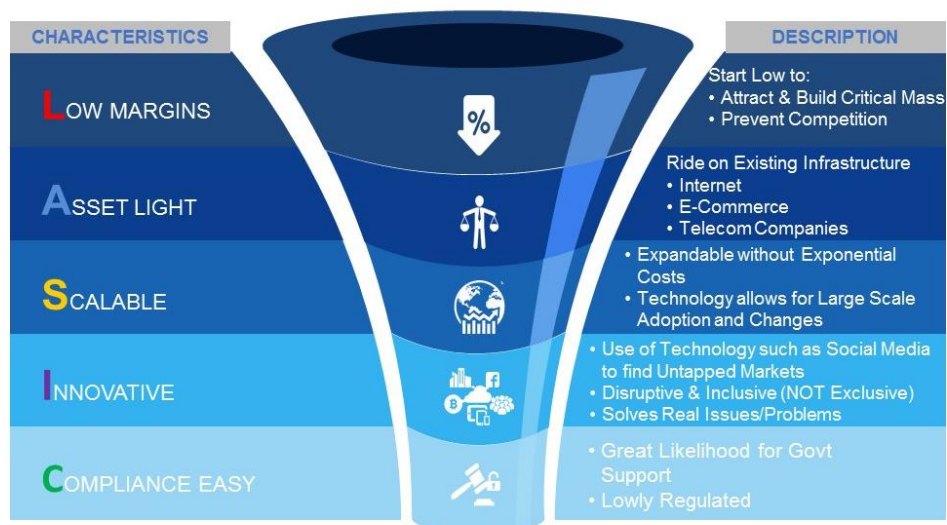 CHARACTERISTICS
DESCRIPTION
LOW MARGINS
%
Start Low to:
• Attract & Build Critical Mass
• Prevent Competition
ASSET LIGHT
Ride on Existing Infrastructure
• Internet
• E-Commerce
• Telecom Companies
SCALABLE
• Expandable without Exponential
Costs
• Technology allows for Large Scale
Adoption and Changes
INNOVATIVE
• Use of Technology such as Social Media
to find Untapped Markets
• Disruptive & Inclusive (NOT Exclusive)
• Solves Real Issues/Problems
COMPLIANCE EASY
• Great Likelihood for Govt
Support
• Lowly Regulated